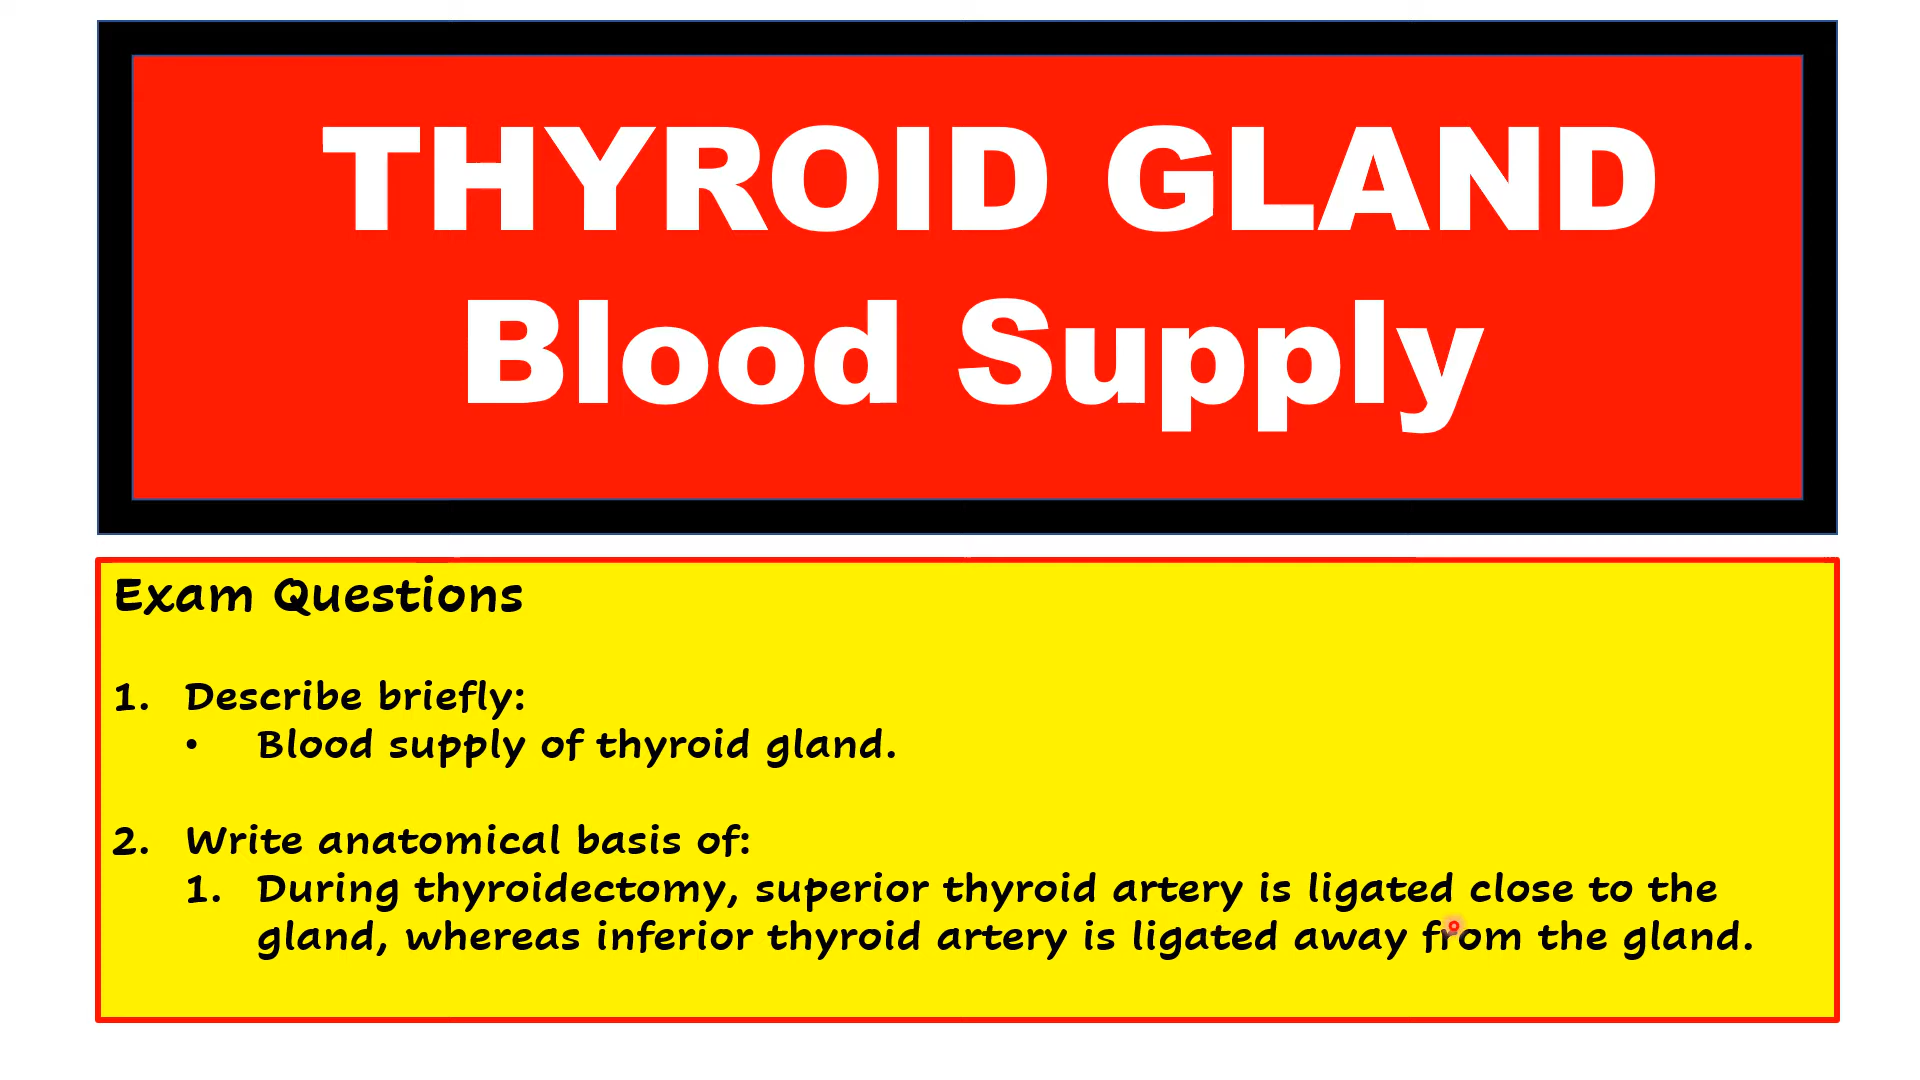 THYROID GLAND
Blood Supply
Exam Questions
1. Describe briefly:
• Blood supply of thyroid gland.
2. Write anatomical basis of:
1. During thyroidectomy, superior thyroid artery is ligated close to the
gland, whereas inferior thyroid artery is ligated away from the gland.